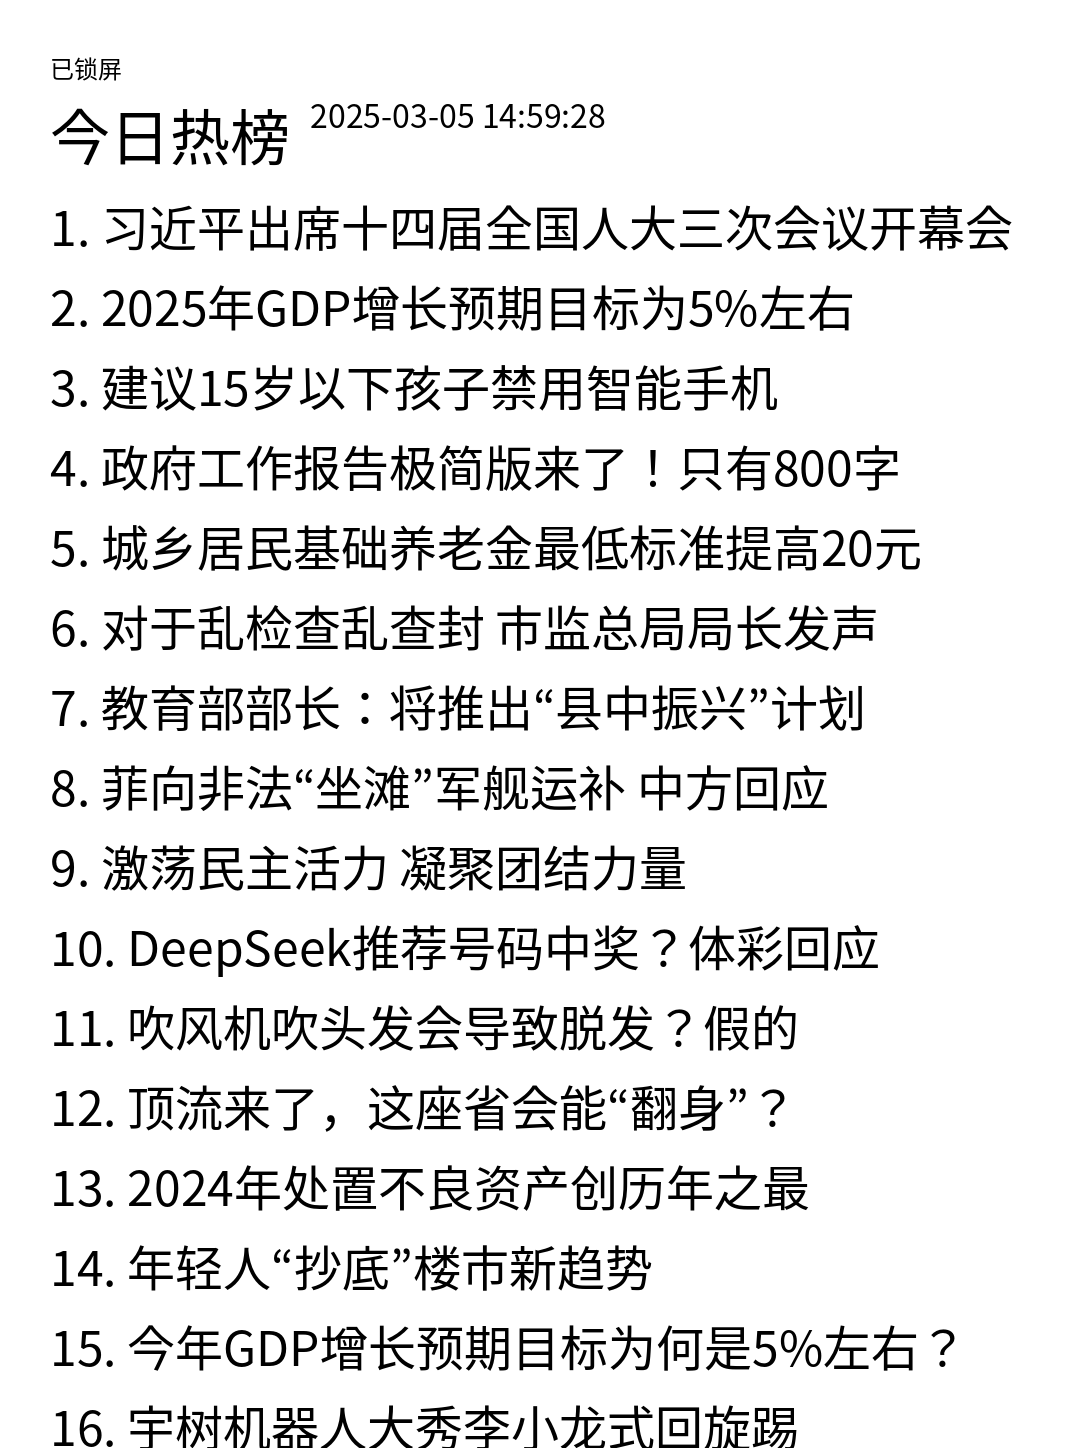 已锁屏
今日热榜 2025-03-05 14:59:28
1. 习近平出席十四届全国人大三次会议开幕会
2. 2025年GDP增长预期目标为5%左右
3. 建议15岁以下孩子禁用智能手机
4. 政府工作报告极简版来了！只有800字
5. 城乡居民基础养老金最低标准提高20元
6. 对于乱检查乱查封 市监总局局长发声
7. 教育部部长：将推出“县中振兴”计划
8. 菲向非法“坐滩”军舰运补 中方回应
9. 激荡民主活力 凝聚团结力量
10. DeepSeek推荐号码中奖？体彩回应
11. 吹风机吹头发会导致脱发？假的
12. 顶流来了，这座省会能“翻身”？
13. 2024年处置不良资产创历年之最
14. 年轻人“抄底”楼市新趋势
15. 今年GDP增长预期目标为何是5%左右？
16. 宇树机器人大秀李小龙式回旋踢